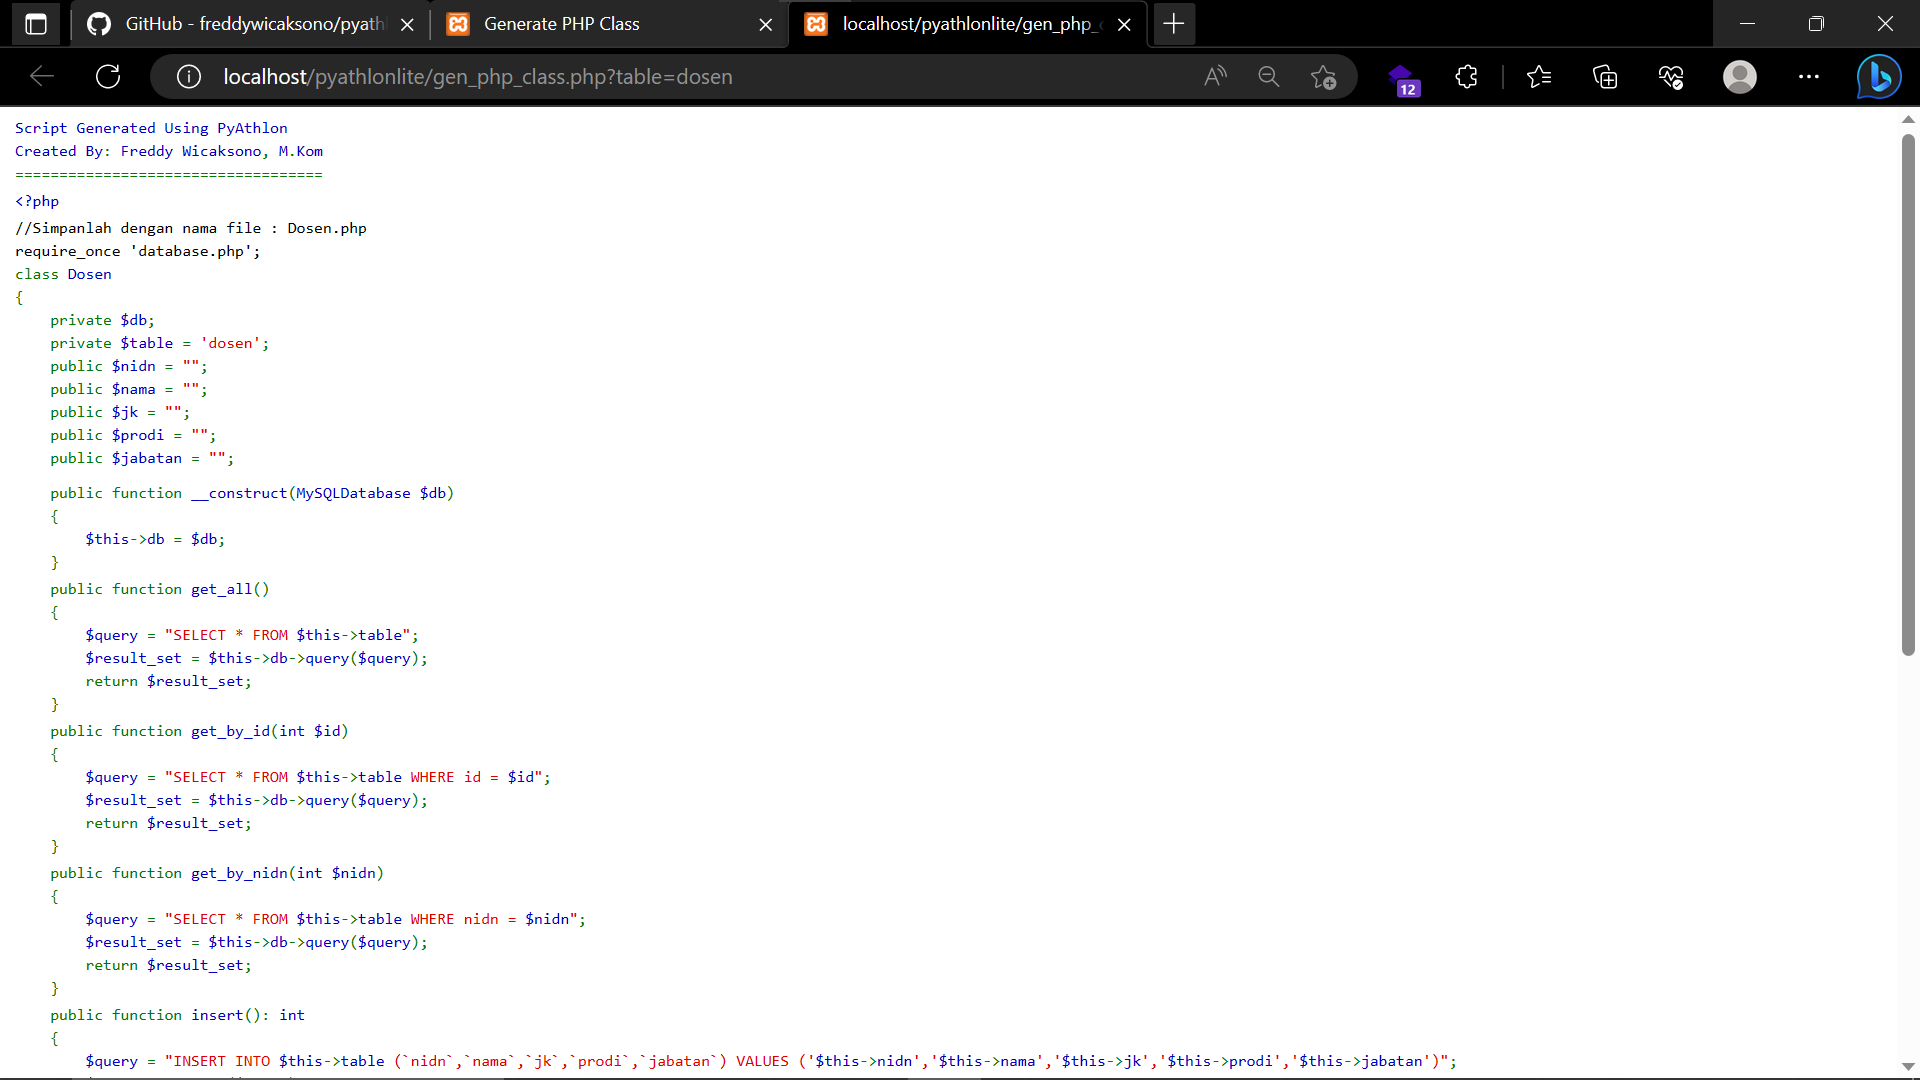 GitHub - freddywicaksono/pyath
Generate PHP Class
localhost/pyathlonlite/gen_php_c
localhost/pyathlonlite/gen_php_class.php?table=dosen
12
Script Generated Using PyAthlon
Created By: Freddy Wicaksono, M.Kom
===================================
<?php
//Simpanlah dengan nama file : Dosen.php
require_once 'database.php';
class Dosen
{
    private $db;
    private $table = 'dosen';
    public $nidn = "";
    public $nama = "";
    public $jk = "";
    public $prodi = "";
    public $jabatan = "";
    public function __construct(MySQLDatabase $db)
    {
        $this->db = $db;
    }
    public function get_all()
    {
        $query = "SELECT * FROM $this->table";
        $result_set = $this->db->query($query);
        return $result_set;
    }
    public function get_by_id(int $id)
    {
        $query = "SELECT * FROM $this->table WHERE id = $id";
        $result_set = $this->db->query($query);
        return $result_set;
    }
    public function get_by_nidn(int $nidn)
    {
        $query = "SELECT * FROM $this->table WHERE nidn = $nidn";
        $result_set = $this->db->query($query);
        return $result_set;
    }
    public function insert(): int
    {
        $query = "INSERT INTO $this->table (`nidn`,`nama`,`jk`,`prodi`,`jabatan`) VALUES ('$this->nidn','$this->nama','$this->jk','$this->prodi','$this->jabatan')";